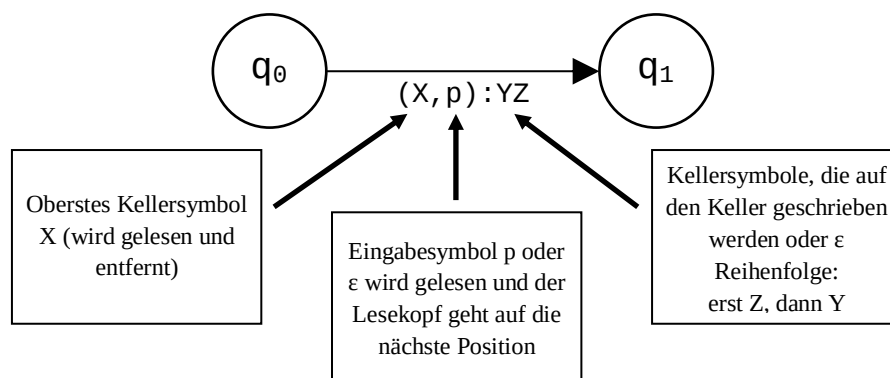 q0
q1
(X,p):YZ
Oberstes Kellersymbol
X (wird gelesen und
entfernt)
Eingabesymbol p oder
ε wird gelesen und der
Lesekopf geht auf die
nächste Position
Kellersymbole, die auf
den Keller geschrieben
werden oder ε
Reihenfolge:
erst Z, dann Y